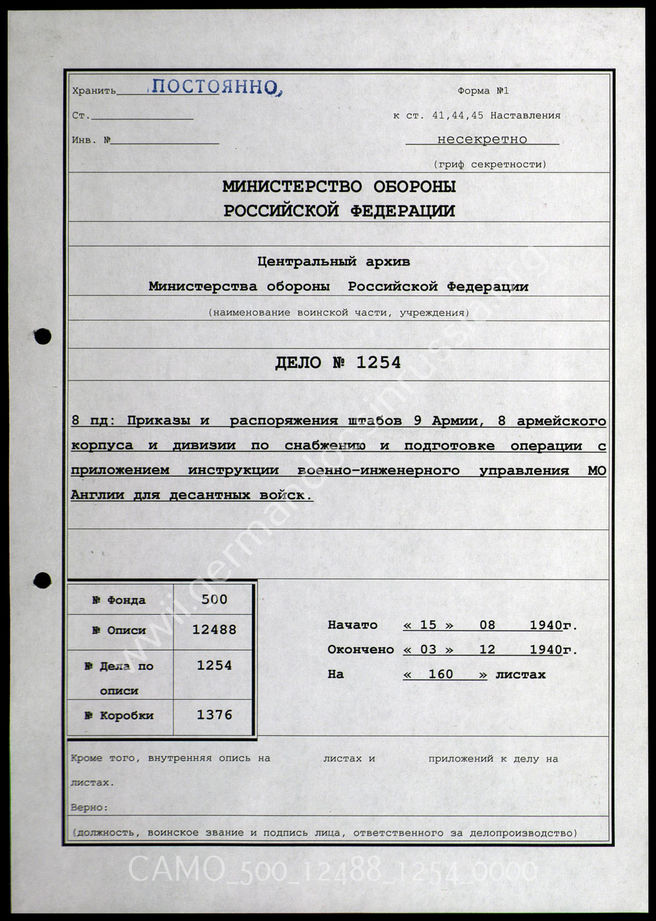 Хранить ПОСТОЯННО
Форма №1
Ст.
к ст. 41,44,45 Наставления
Инв. №
несекретно
(гриф секретности)
МИНИСТЕРСТВО ОБОРОНЫ
РОССИЙСКОЙ ФЕДЕРАЦИИ
Центральный архив
Министерства обороны Российской Федерации
(наименование воинской части, учреждения)
ДЕЛО № 1254
8 пд: Приказы и распоряжения штабов 9 Армии, 8 армейского
корпуса и дивизии по снабжению и подготовке операции с
приложением инструкции военно-инженерного управления МО
Англии для десантных войск.
№ Фонда 500
№ Описи 12488
№ Дела по описи 1254
№ Коробки 1376
Начато « 15 » 08 1940г.
Окончено « 03 » 12 1940г.
На « 160 » листах
Кроме того, внутренняя опись на листах и приложений к делу на
листах.
Верно:
(должность, воинское звание и подпись лица, ответственного за делопроизводство)
CAMO_500_12488_1254_0000